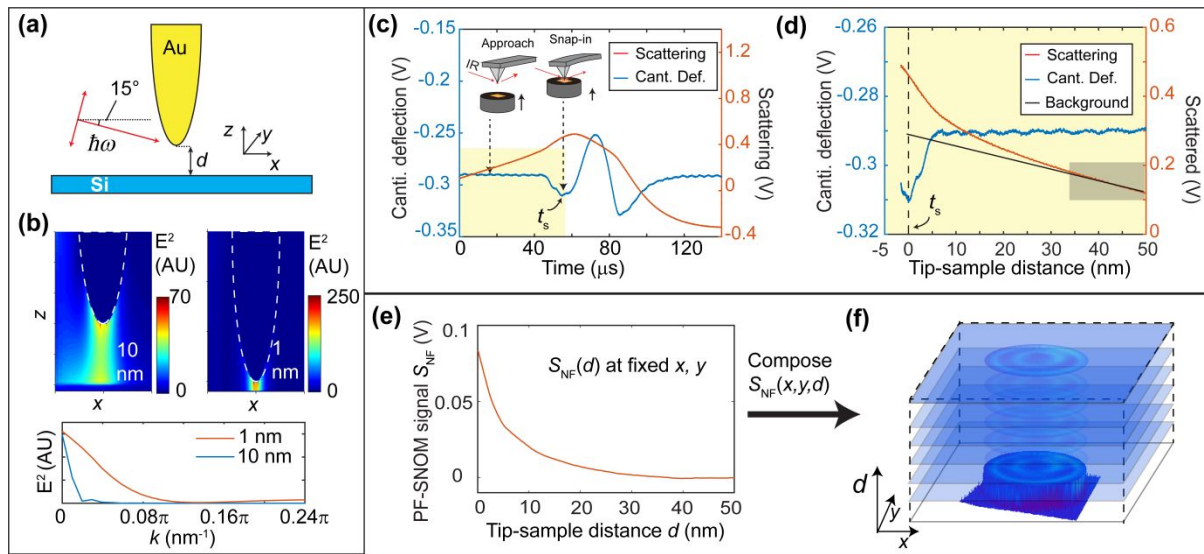 (a)
Au
15°
ħω
d
z
y
x
Si
(b)
E²
(AU)
70
0
10
nm
z
x
E²
(AU)
250
0
1
nm
x
E² (AU)
1 nm
10 nm
0
0.08π
0.16π
0.24π
k (nm⁻¹)
(c)
Canti. deflection (V)
-0.15
-0.2
-0.25
-0.3
-0.35
Approach
Snap-in
IR
Scattering
Cant. Def.
tₛ
0
40
80
120
Time (μs)
1.2
0.8
0.4
0
-0.4
Scattering (V)
(d)
Canti. deflection (V)
-0.26
-0.28
-0.3
-0.32
Scattering
Cant. Def.
Background
tₛ
-5
0
10
20
30
40
50
Tip-sample distance (nm)
0.6
0.4
0.2
0
Scattered (V)
(e)
PF-SNOM signal S_NF (V)
0.1
0.05
0
S_NF(d) at fixed x, y
0
10
20
30
40
50
Tip-sample distance d (nm)
Compose
S_NF(x,y,d)
(f)
d
y
x